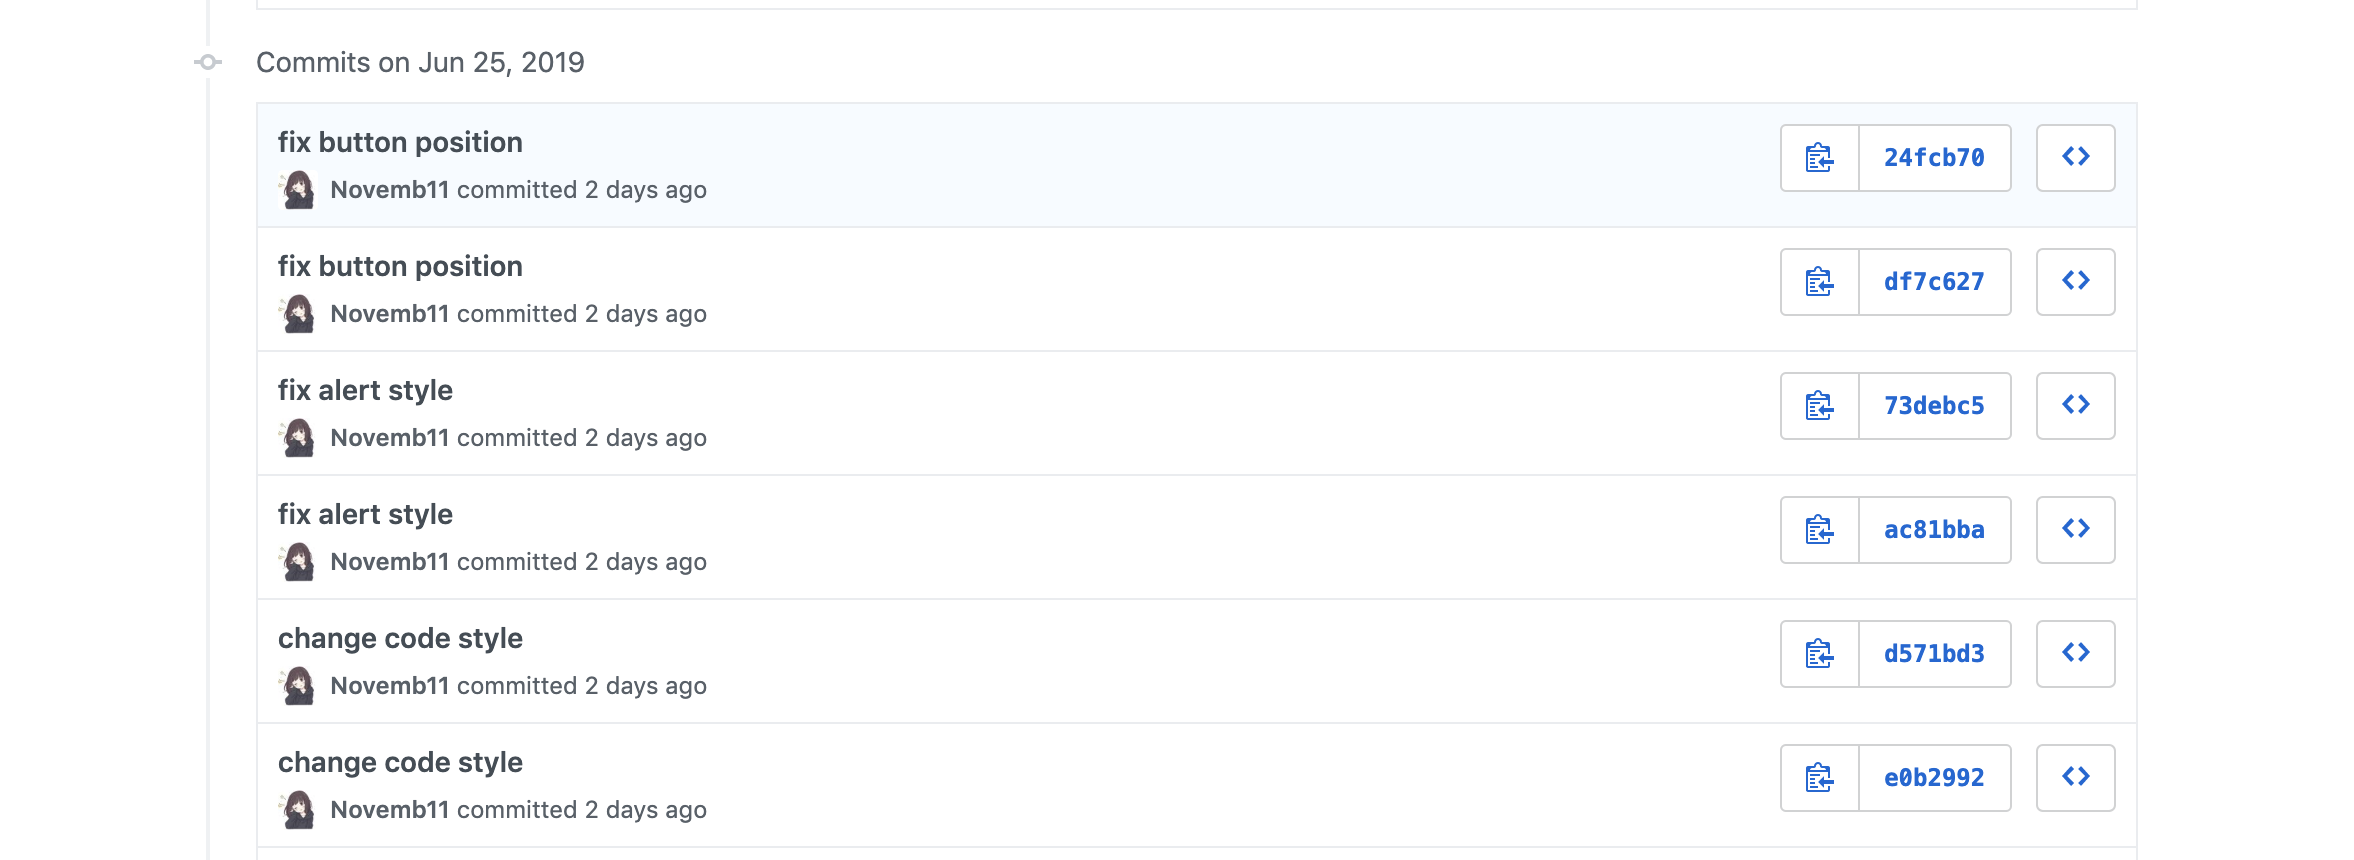 Commits on Jun 25, 2019
fix button position
24fcb70
Novemb11 committed 2 days ago
fix button position
df7c627
Novemb11 committed 2 days ago
fix alert style
73debc5
Novemb11 committed 2 days ago
fix alert style
ac81bba
Novemb11 committed 2 days ago
change code style
d571bd3
Novemb11 committed 2 days ago
change code style
e0b2992
Novemb11 committed 2 days ago